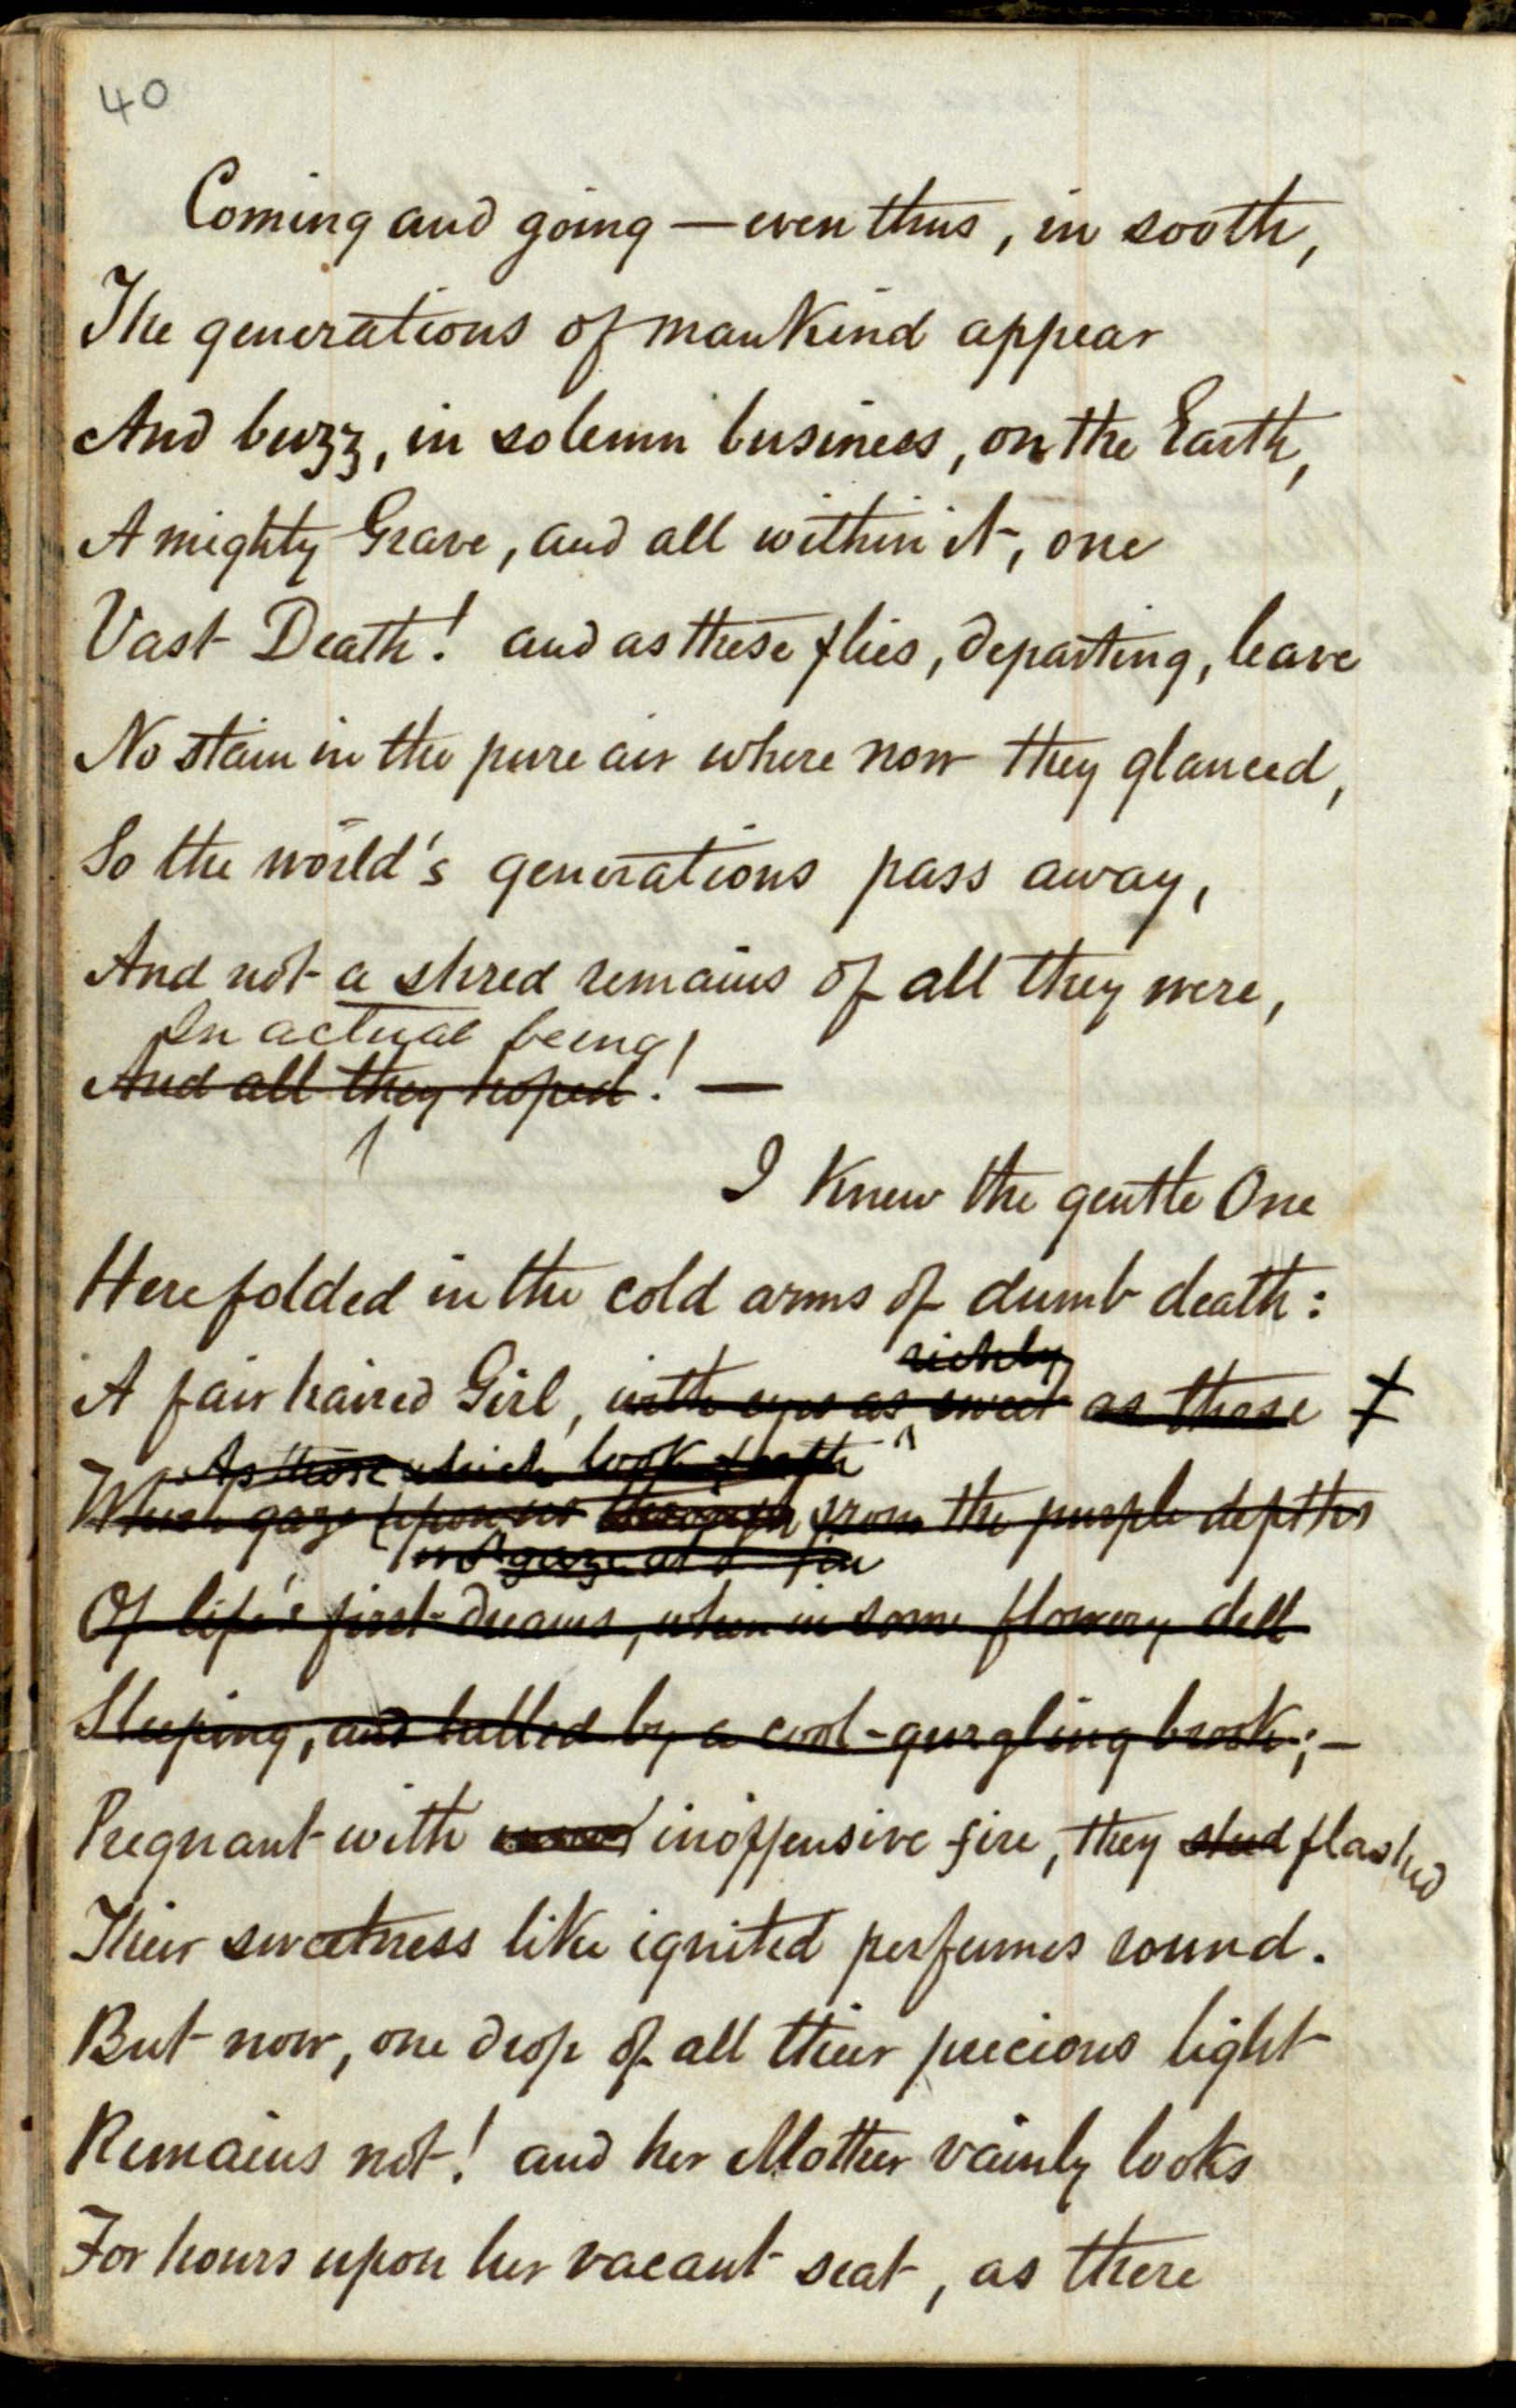 40
Coming and going — even thus, in sooth,
The generations of mankind appear
And buzz, in solemn business, on the Earth,
A mighty Grave, and all within it, one
Vast Death! and as these flies, departing, leave
No stain in the pure air where now they glanced,
So the world's generations pass away,
And not a shred remains of all they were,
In actual being!
And all they hoped! —
I knew the gentle One
Here folded in the cold arms of dumb death:
richly
A fair haired Girl, with eyes as sweet as those
As those which look forth
Which gaze upon us through from the purple depths
gaze
Of life's first dreams, when in some flowery dell
Sleeping, and lulled by a cool-gurgling brook; —
Pregnant with inoffensive fire, they shed flashed
Their sweetness like ignited perfumes round.
But now, one drop of all their precious light
Remains not! and her Mother vainly looks
For hours upon her vacant seat, as there